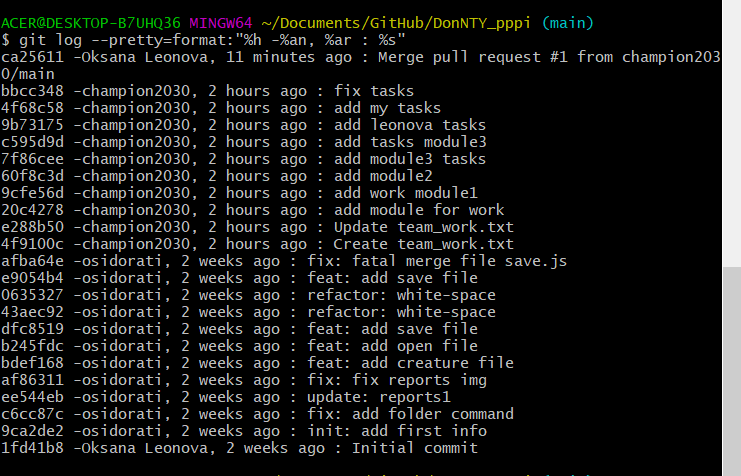 ACER@DESKTOP-B7UHQ36 MINGW64 ~/Documents/GitHub/DonNTY_pppi (main)
$ git log --pretty=format:"%h -%an, %ar : %s"
ca25611 -Oksana Leonova, 11 minutes ago : Merge pull request #1 from champion203
0/main
bbcc348 -champion2030, 2 hours ago : fix tasks
4f68c58 -champion2030, 2 hours ago : add my tasks
9b73175 -champion2030, 2 hours ago : add leonova tasks
c595d9d -champion2030, 2 hours ago : add tasks module3
7f86cee -champion2030, 2 hours ago : add module3 tasks
60f8c3d -champion2030, 2 hours ago : add module2
9cfe56d -champion2030, 2 hours ago : add work module1
20c4278 -champion2030, 2 hours ago : add module for work
e288b50 -champion2030, 2 hours ago : Update team_work.txt
4f9100c -champion2030, 2 hours ago : Create team_work.txt
afba64e -osidorati, 2 weeks ago : fix: fatal merge file save.js
e9054b4 -osidorati, 2 weeks ago : feat: add save file
0635327 -osidorati, 2 weeks ago : refactor: white-space
43aec92 -osidorati, 2 weeks ago : refactor: white-space
dfc8519 -osidorati, 2 weeks ago : feat: add save file
b245fdc -osidorati, 2 weeks ago : feat: add open file
bdef168 -osidorati, 2 weeks ago : feat: add creature file
af86311 -osidorati, 2 weeks ago : fix: fix reports img
ee544eb -osidorati, 2 weeks ago : update: reports1
c6cc87c -osidorati, 2 weeks ago : fix: add folder command
9ca2de2 -osidorati, 2 weeks ago : init: add first info
1fd41b8 -Oksana Leonova, 2 weeks ago : Initial commit